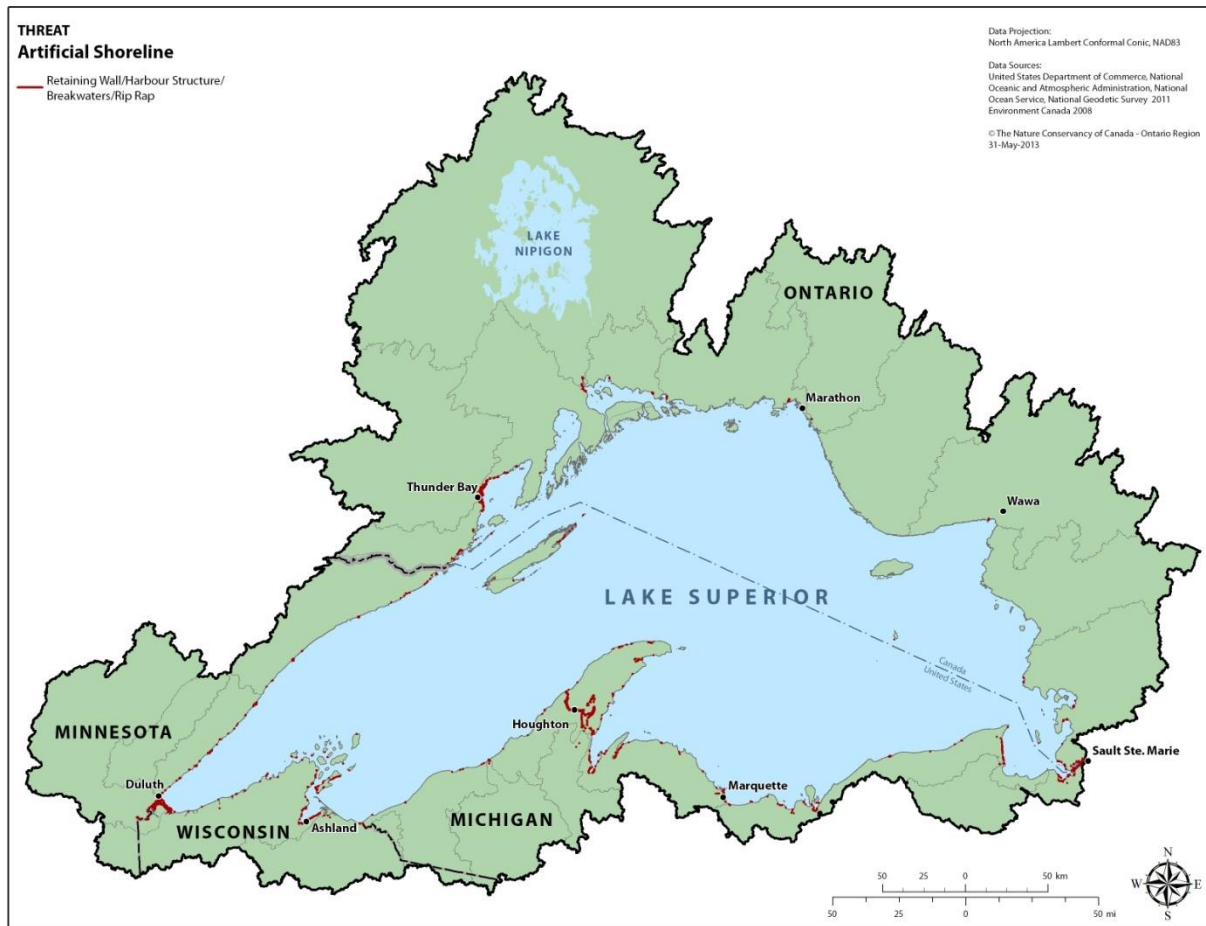 THREAT
Artificial Shoreline
Retaining Wall/Harbour Structure/
Breakwaters/Rip Rap
Data Projection:
North America Lambert Conformal Conic, NAD83
Data Sources:
United States Department of Commerce, National
Oceanic and Atmospheric Administration, National
Ocean Service, National Geodetic Survey 2011
Environment Canada 2008
© The Nature Conservancy of Canada - Ontario Region
31-May-2013
LAKE
NIPIGON
ONTARIO
Marathon
Thunder Bay
Wawa
LAKE SUPERIOR
Canada
United States
MINNESOTA
Houghton
Sault Ste. Marie
Duluth
Marquette
WISCONSIN
Ashland
MICHIGAN
N
W E
S
50 25 0 50 km
50 25 0 50 mi